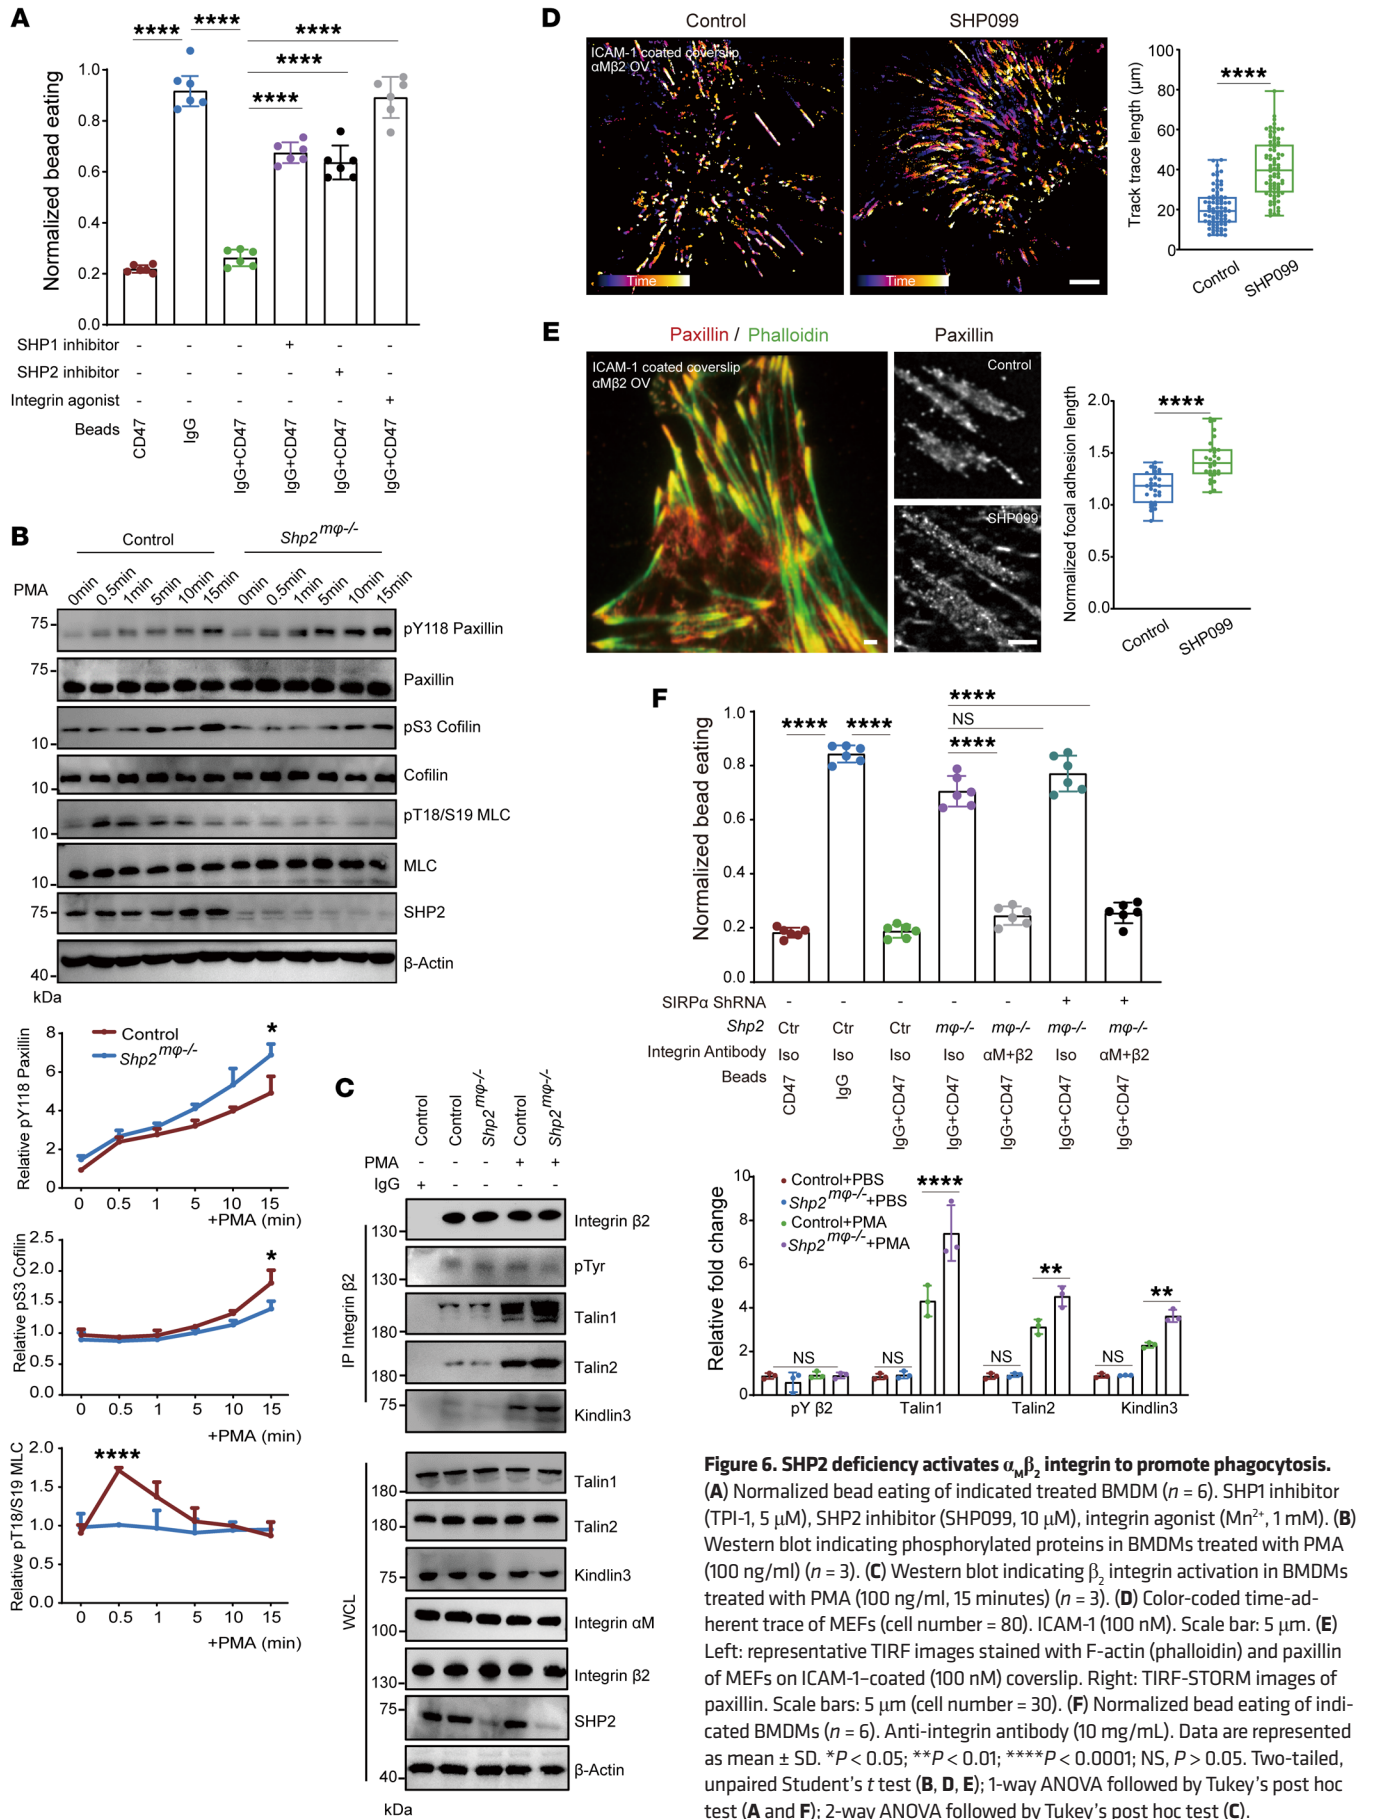 A
****
****
****
****
****
Normalized bead eating
1.0
0.8
0.6
0.4
0.2
0.0
SHP1 inhibitor - - - + - -
SHP2 inhibitor - - - - + -
Integrin agonist - - - - - +
Beads CD47 IgG IgG+CD47 IgG+CD47 IgG+CD47 IgG+CD47
B
Control Shp2 mφ-/-
PMA 0min 0.5min 1min 5min 10min 15min 0min 0.5min 1min 5min 10min 15min
75 pY118 Paxillin
75 Paxillin
10 pS3 Cofilin
10 Cofilin
10 pT18/S19 MLC
10 MLC
75 SHP2
40 β-Actin
kDa
Relative pY118 Paxillin
8
6
4
2
0
Control
Shp2 mφ-/-
*
0 0.5 1 5 10 15
+PMA (min)
Relative pS3 Cofilin
2.5
2.0
1.5
1.0
0.5
0.0
*
0 0.5 1 5 10 15
+PMA (min)
Relative pT18/S19 MLC
2.0
1.5
1.0
0.5
0.0
****
0 0.5 1 5 10 15
+PMA (min)
C
Control Control Shp2 mφ-/- Control Shp2 mφ-/-
PMA - - - + +
IgG + - - - -
IP Integrin β2
130 Integrin β2
130 pTyr
180 Talin1
180 Talin2
75 Kindlin3
WCL
180 Talin1
180 Talin2
75 Kindlin3
100 Integrin αM
130 Integrin β2
75 SHP2
40 β-Actin
kDa
D
Control SHP099
ICAM-1 coated coverslip
αMβ2 OV
Time
Time
Track trace length (μm)
100
80
60
40
20
0
****
Control SHP099
E
Paxillin / Phalloidin Paxillin
ICAM-1 coated coverslip
αMβ2 OV
Control
SHP099
Normalized focal adhesion length
2.0
1.5
1.0
0.5
0.0
****
Control SHP099
F
****
NS
**** **** ****
Normalized bead eating
1.0
0.8
0.6
0.4
0.2
0.0
SIRPα ShRNA - - - - - + +
Shp2 Ctr Ctr Ctr mφ-/- mφ-/- mφ-/- mφ-/-
Integrin Antibody Iso Iso Iso Iso αM+β2 Iso αM+β2
Beads CD47 IgG IgG+CD47 IgG+CD47 IgG+CD47 IgG+CD47 IgG+CD47
Relative fold change
10
8
6
4
2
0
Control+PBS
Shp2 mφ-/-+PBS
Control+PMA
Shp2 mφ-/-+PMA
****
**
**
NS NS NS NS
pY β2 Talin1 Talin2 Kindlin3
Figure 6. SHP2 deficiency activates αMβ2 integrin to promote phagocytosis.
(A) Normalized bead eating of indicated treated BMDM (n = 6). SHP1 inhibitor
(TPI-1, 5 μM), SHP2 inhibitor (SHP099, 10 μM), integrin agonist (Mn2+, 1 mM). (B)
Western blot indicating phosphorylated proteins in BMDMs treated with PMA
(100 ng/ml) (n = 3). (C) Western blot indicating β2 integrin activation in BMDMs
treated with PMA (100 ng/ml, 15 minutes) (n = 3). (D) Color-coded time-ad-
herent trace of MEFs (cell number = 80). ICAM-1 (100 nM). Scale bar: 5 μm. (E)
Left: representative TIRF images stained with F-actin (phalloidin) and paxillin
of MEFs on ICAM-1–coated (100 nM) coverslip. Right: TIRF-STORM images of
paxillin. Scale bars: 5 μm (cell number = 30). (F) Normalized bead eating of indi-
cated BMDMs (n = 6). Anti-integrin antibody (10 mg/mL). Data are represented
as mean ± SD. *P < 0.05; **P < 0.01; ****P < 0.0001; NS, P > 0.05. Two-tailed,
unpaired Student's t test (B, D, E); 1-way ANOVA followed by Tukey's post hoc
test (A and F); 2-way ANOVA followed by Tukey's post hoc test (C).